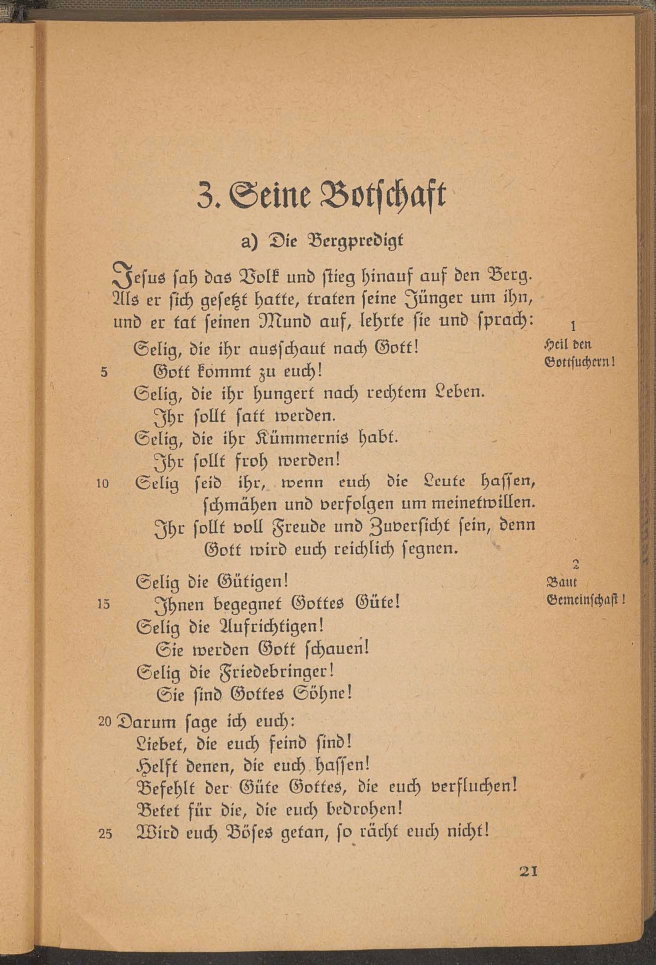 3. Seine Botschaft
a) Die Bergpredigt
Jesus sah das Volk und stieg hinauf auf den Berg.
Als er sich gesetzt hatte, traten seine Jünger um ihn,
und er tat seinen Mund auf, lehrte sie und sprach:
1
Heil den
Gottsuchern!
Selig, die ihr ausschaut nach Gott!
5 Gott kommt zu euch!
Selig, die ihr hungert nach rechtem Leben.
Ihr sollt satt werden.
Selig, die ihr Kümmernis habt.
Ihr sollt froh werden!
10 Selig seid ihr, wenn euch die Leute hassen,
schmähen und verfolgen um meinetwillen.
Ihr sollt voll Freude und Zuversicht sein, denn
Gott wird euch reichlich segnen.
2
Baut
Gemeinschaft!
Selig die Gütigen!
15 Ihnen begegnet Gottes Güte!
Selig die Aufrichtigen!
Sie werden Gott schauen!
Selig die Friedebringer!
Sie sind Gottes Söhne!
20 Darum sage ich euch:
Liebet, die euch feind sind!
Helft denen, die euch hassen!
Befehlt der Güte Gottes, die euch verfluchen!
Betet für die, die euch bedrohen!
25 Wird euch Böses getan, so rächt euch nicht!
21